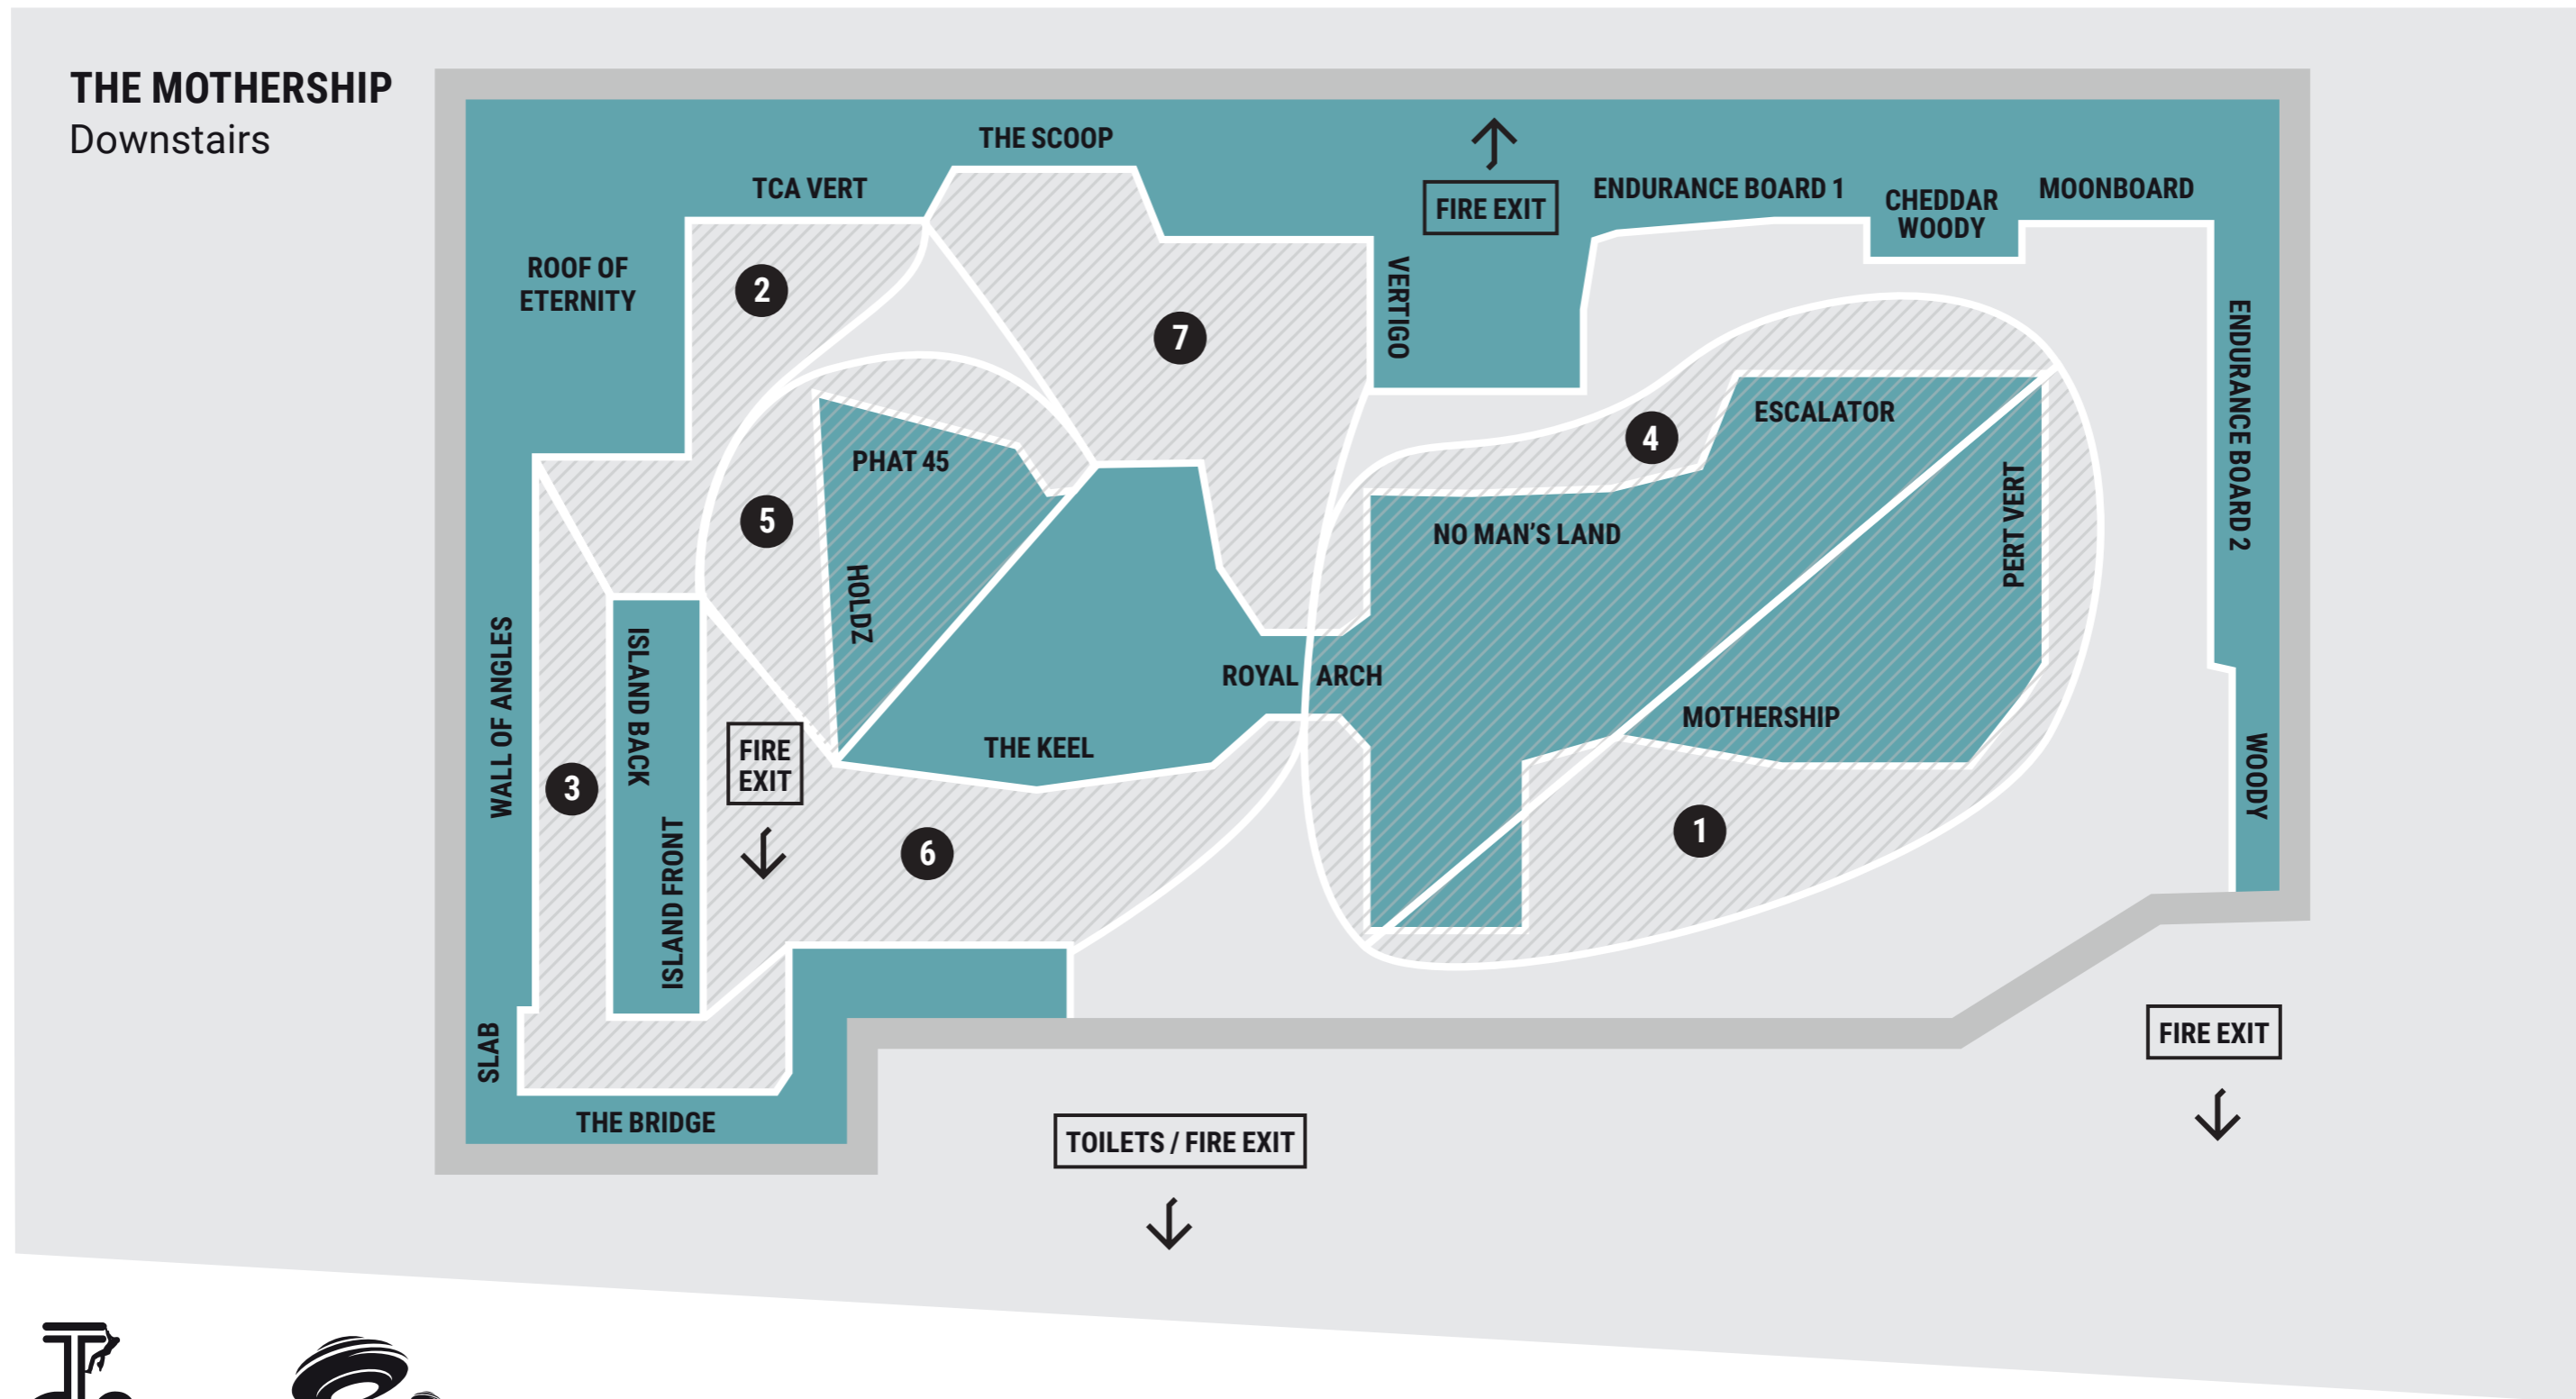 THE MOTHERSHIP
Downstairs
THE SCOOP
TCA VERT
FIRE EXIT
ENDURANCE BOARD 1
CHEDDAR
WOODY
MOONBOARD
ROOF OF
ETERNITY
2
7
VERTIGO
ENDURANCE BOARD 2
4
ESCALATOR
PHAT 45
5
NO MAN'S LAND
PERT VERT
HOLDZ
WALL OF ANGLES
ISLAND BACK
ROYAL ARCH
MOTHERSHIP
FIRE
EXIT
THE KEEL
3
WOODY
1
6
ISLAND FRONT
SLAB
THE BRIDGE
FIRE EXIT
TOILETS / FIRE EXIT